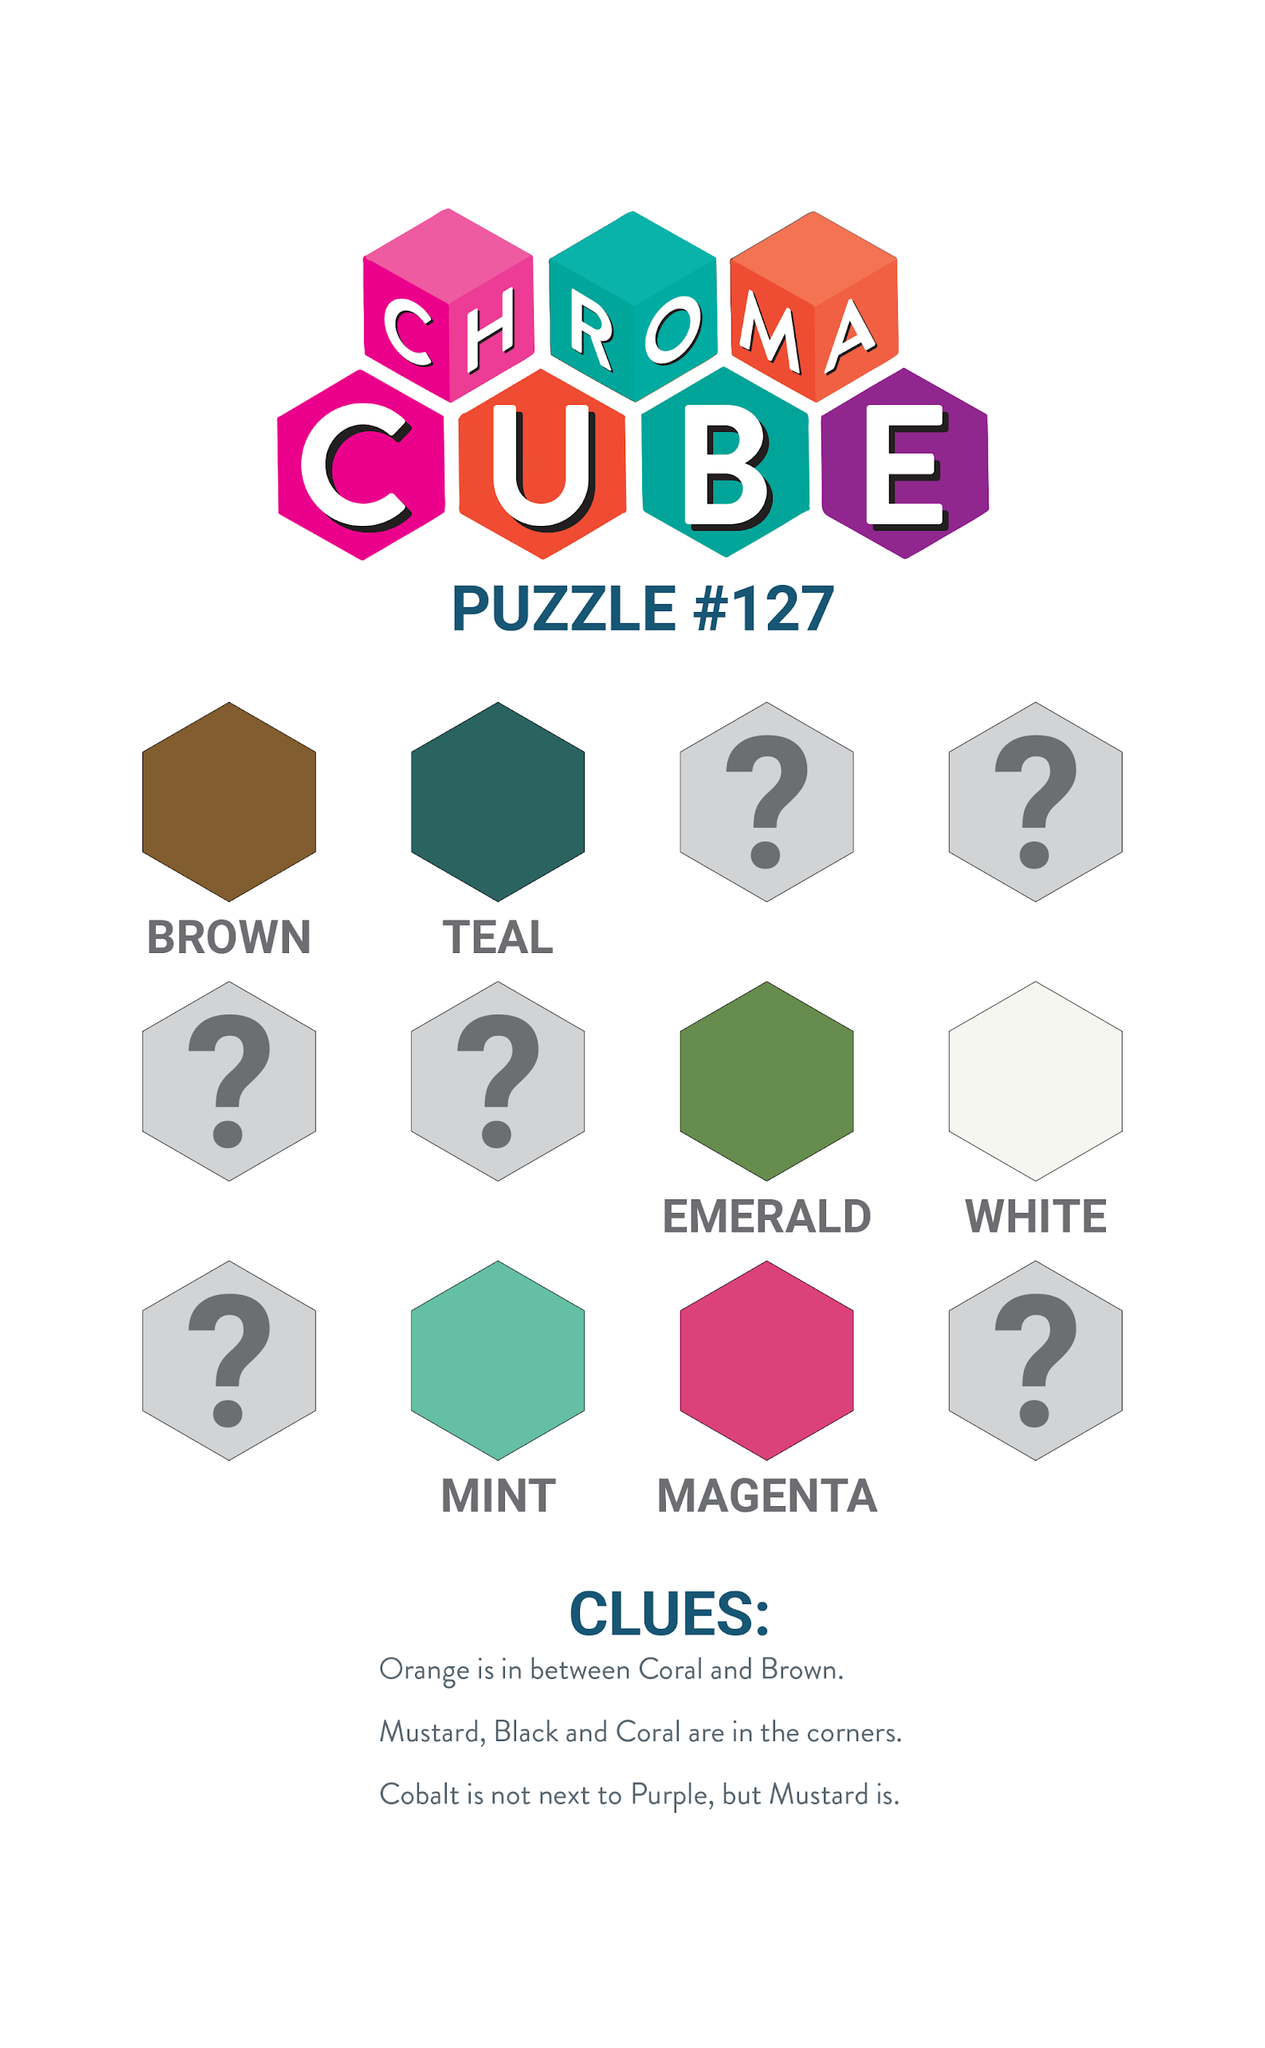 CHROMA
CUBE
PUZZLE #127
? ?
BROWN TEAL
? ?
EMERALD WHITE
? ?
MINT MAGENTA
CLUES:
Orange is in between Coral and Brown.
Mustard, Black and Coral are in the corners.
Cobalt is not next to Purple, but Mustard is.